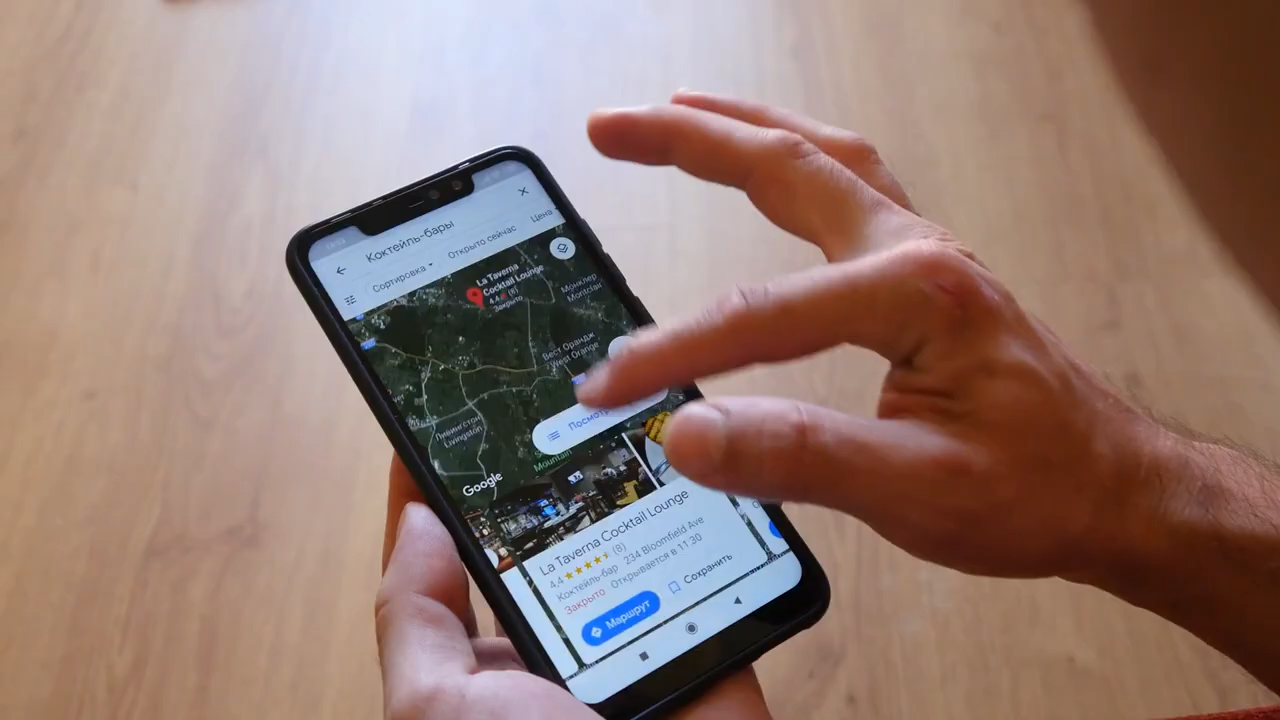 Коктейль-бары
Сортировка
Открыто сейчас
Цена
La Taverna
Cocktail Lounge
4,4 (8)
Закрыто
Монклер
Montclair
Вест Орандж
West Orange
Ливингстон
Livingston
Mountain
Google
La Taverna Cocktail Lounge
4,4 (8)
Коктейль-бар 234 Bloomfield Ave
Закрыто Открывается в 11:30
Маршрут
Сохранить